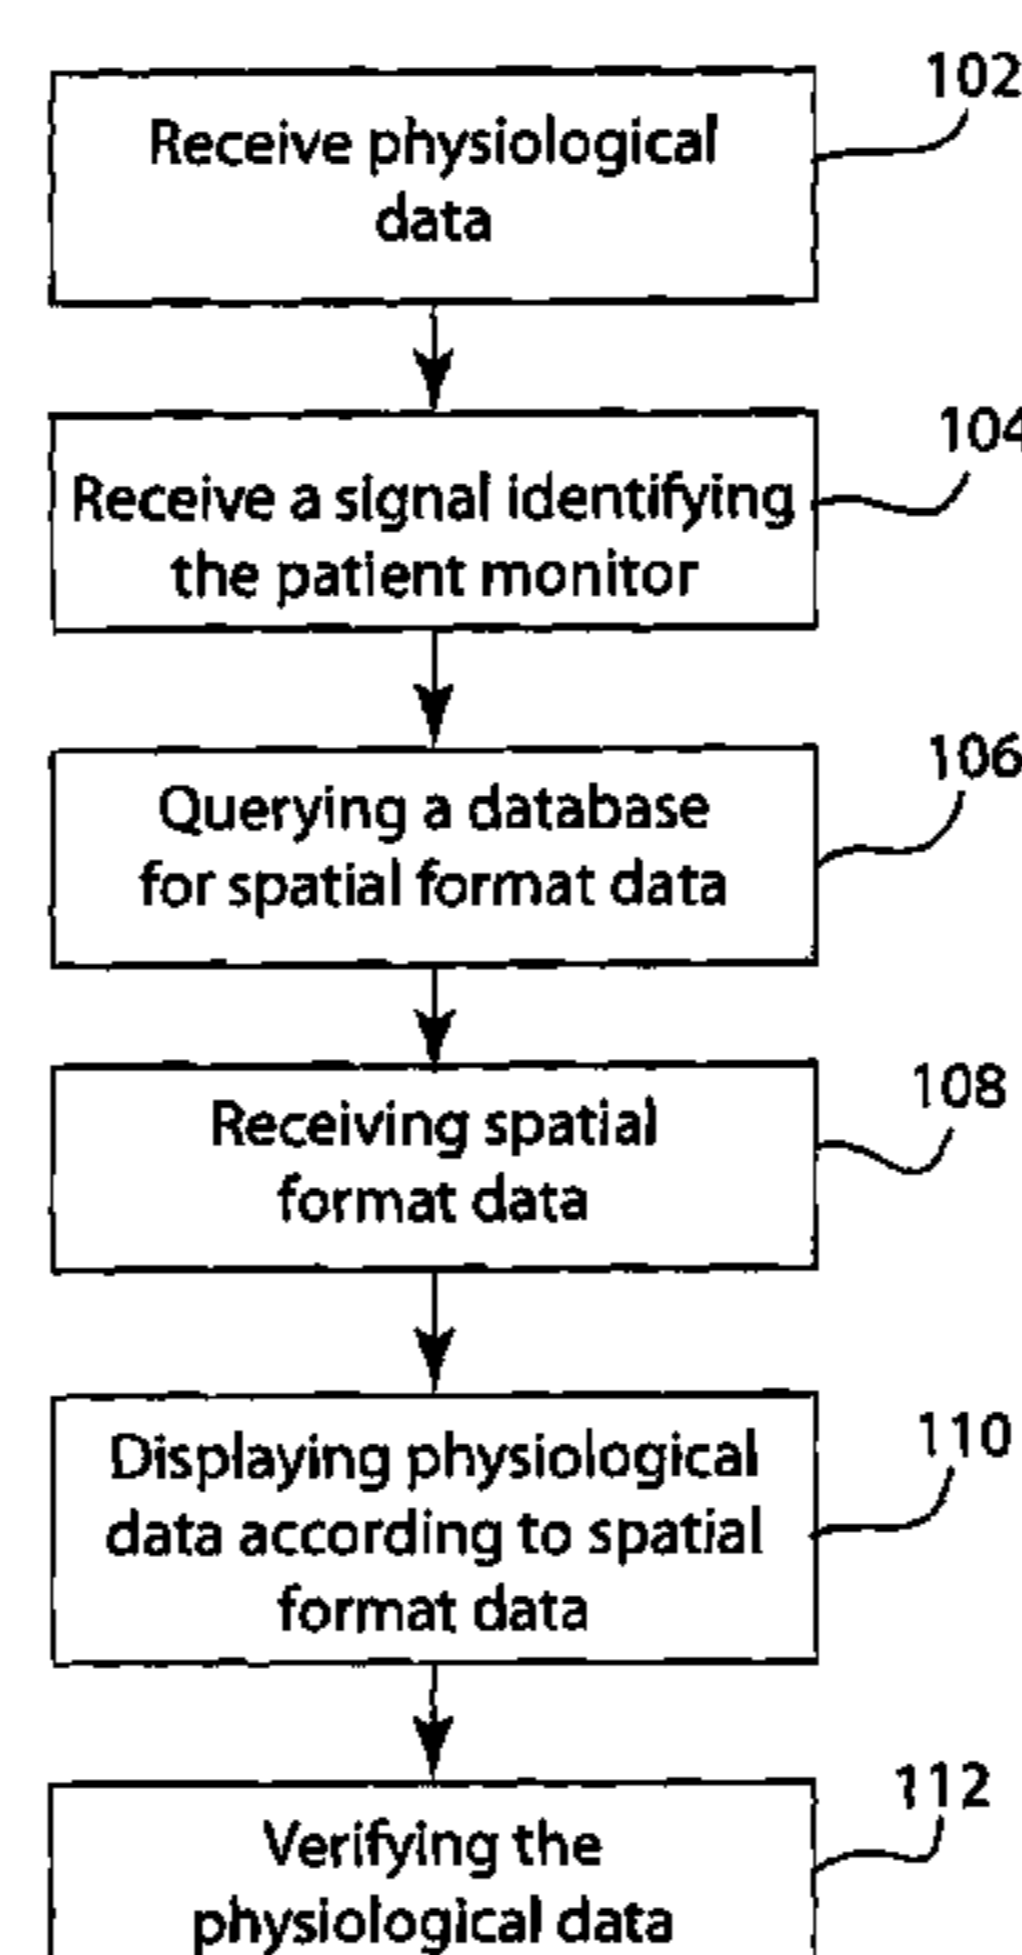 102
Receive physiological
data
104
Receive a signal identifying
the patient monitor
106
Querying a database
for spatial format data
108
Receiving spatial
format data
110
Displaying physiological
data according to spatial
format data
112
Verifying the
physiological data